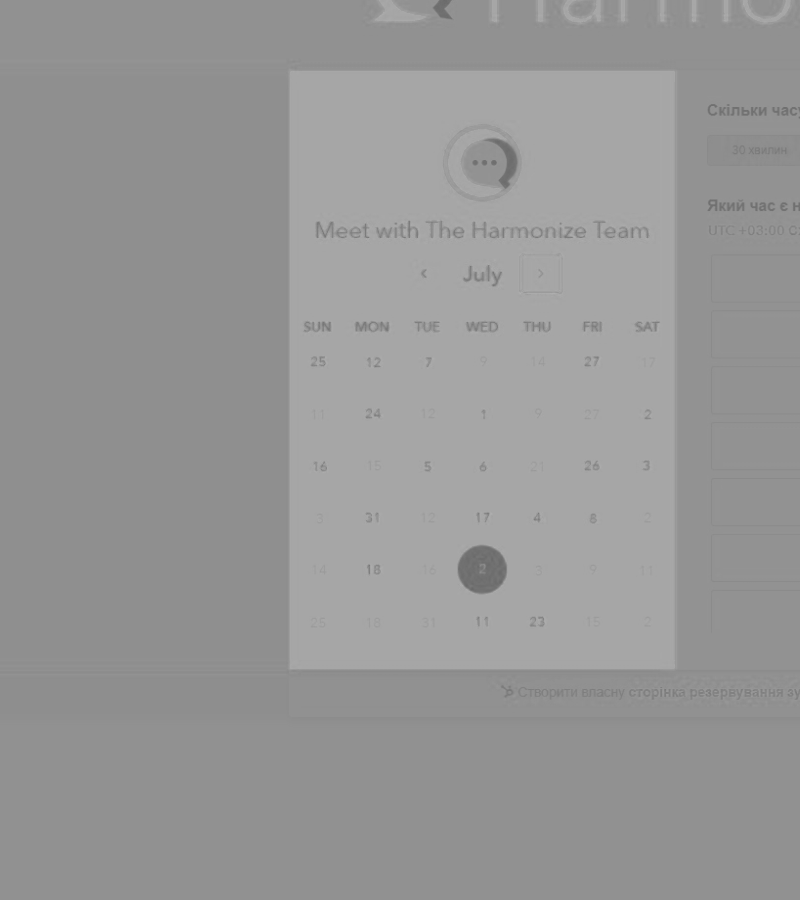 Harmo
Скільки часу
30 хвилин
Meet with The Harmonize Team
Який час є н
UTC +03:00 С
‹ July ›
SUN MON TUE WED THU FRI SAT
25 12 7 9 14 27 17
11 24 12 1 9 27 2
16 15 5 6 21 26 3
3 31 12 17 4 8 2
14 18 16 2 3 9 11
25 18 31 11 23 15 2
Створити власну сторінка резервування зу